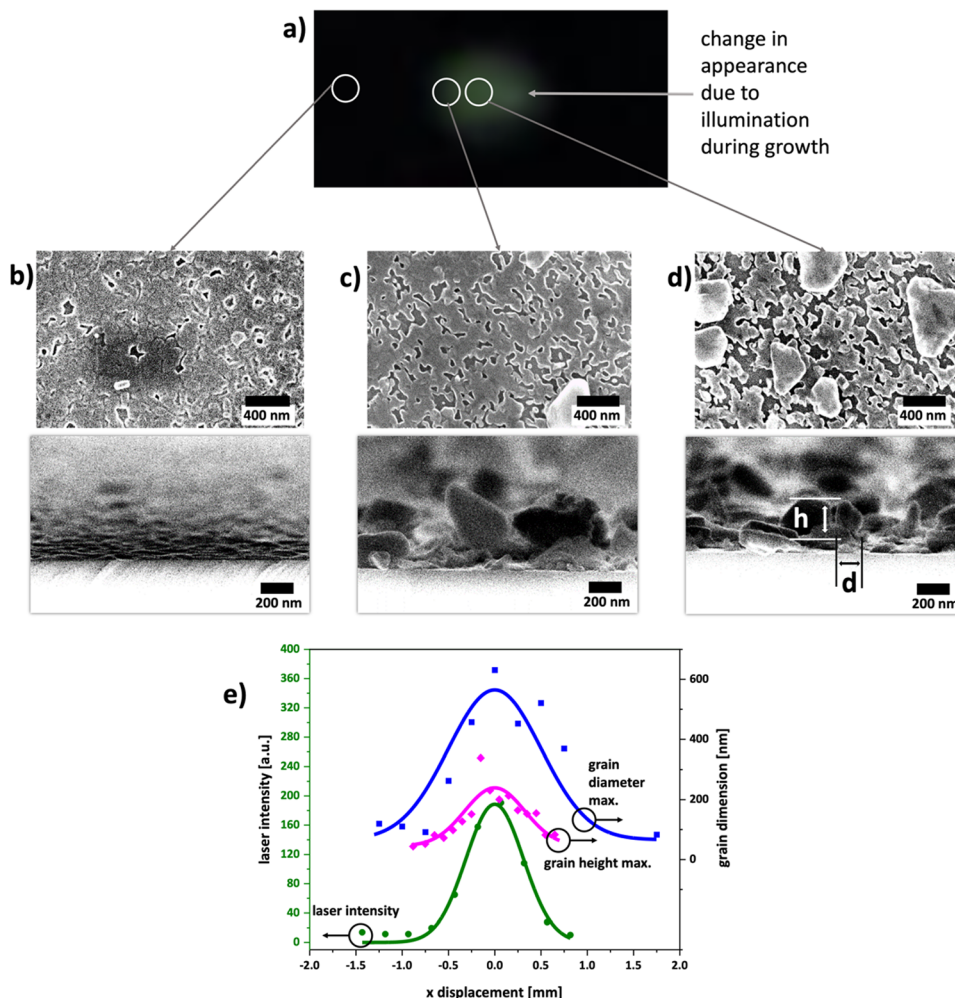 a)
change in
appearance
due to
illumination
during growth
b)
c)
d)
400 nm
400 nm
400 nm
h
d
200 nm
200 nm
200 nm
e)
400
360
320
280
240
200
160
120
80
40
0
laser intensity [a.u.]
600
400
200
0
grain dimension [nm]
grain
diameter
max.
grain height max.
laser intensity
-2.0 -1.5 -1.0 -0.5 0.0 0.5 1.0 1.5 2.0
x displacement [mm]